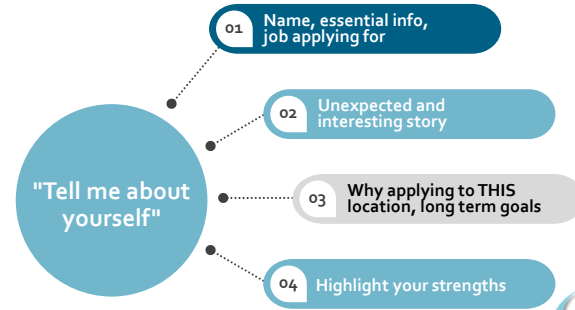 01
Name, essential info,
job applying for
02
Unexpected and
interesting story
"Tell me about
yourself"
03
Why applying to THIS
location, long term goals
04
Highlight your strengths